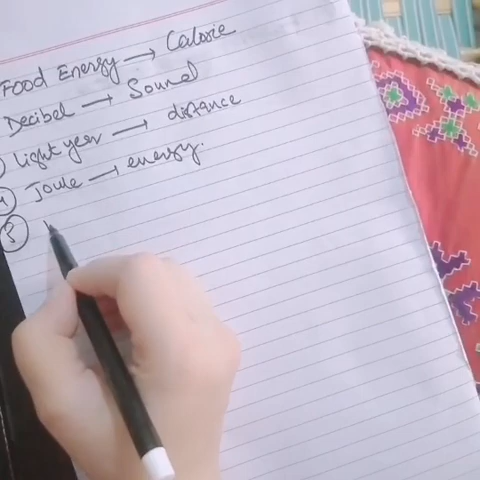 Food Energy → Calorie
Decibel → Sound
) light year → distance
4 Joule → energy.
5